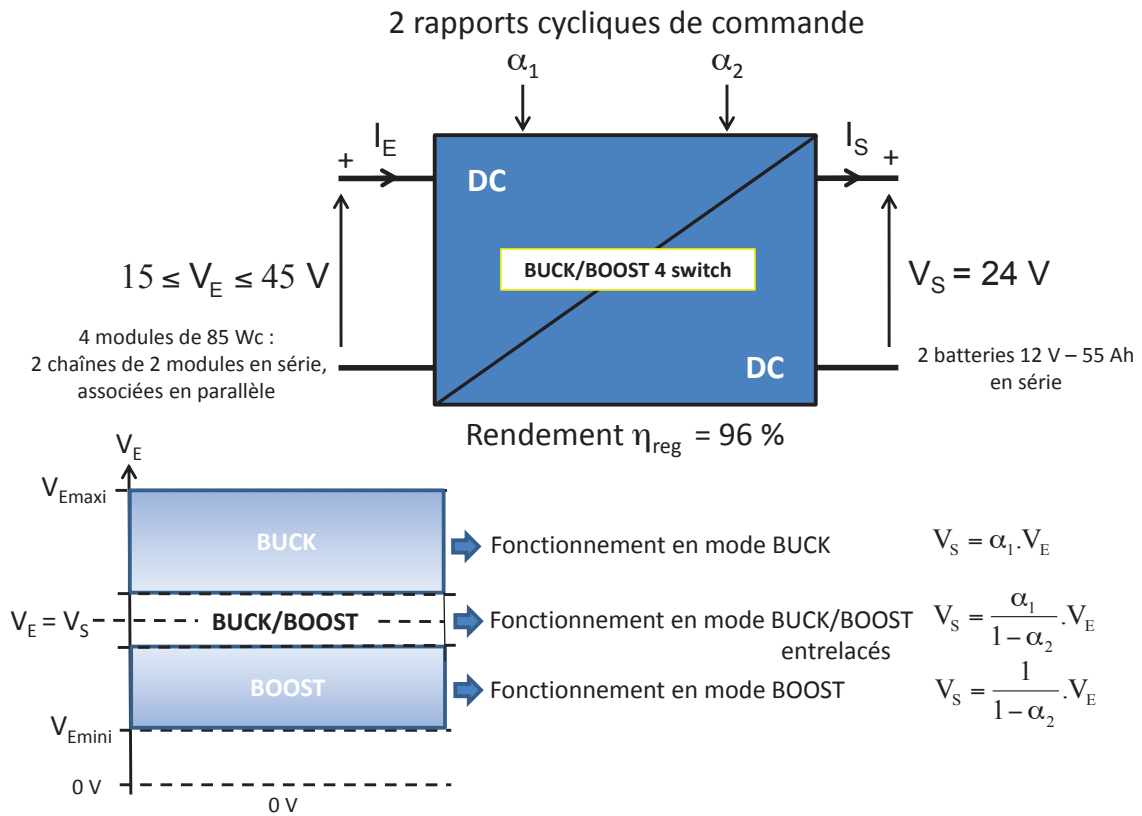 2 rapports cycliques de commande
α1 α2
IE IS
+ +
DC
15 ≤ VE ≤ 45 V
BUCK/BOOST 4 switch
VS = 24 V
4 modules de 85 Wc :
2 chaînes de 2 modules en série,
associées en parallèle
DC
2 batteries 12 V – 55 Ah
en série
Rendement ηreg = 96 %
VE
VEmaxi
BUCK
Fonctionnement en mode BUCK
VS = α1.VE
VE = VS
BUCK/BOOST
Fonctionnement en mode BUCK/BOOST
entrelacés
VS = α1 / (1 − α2) .VE
BOOST
Fonctionnement en mode BOOST
VS = 1 / (1 − α2) .VE
VEmini
0 V
0 V